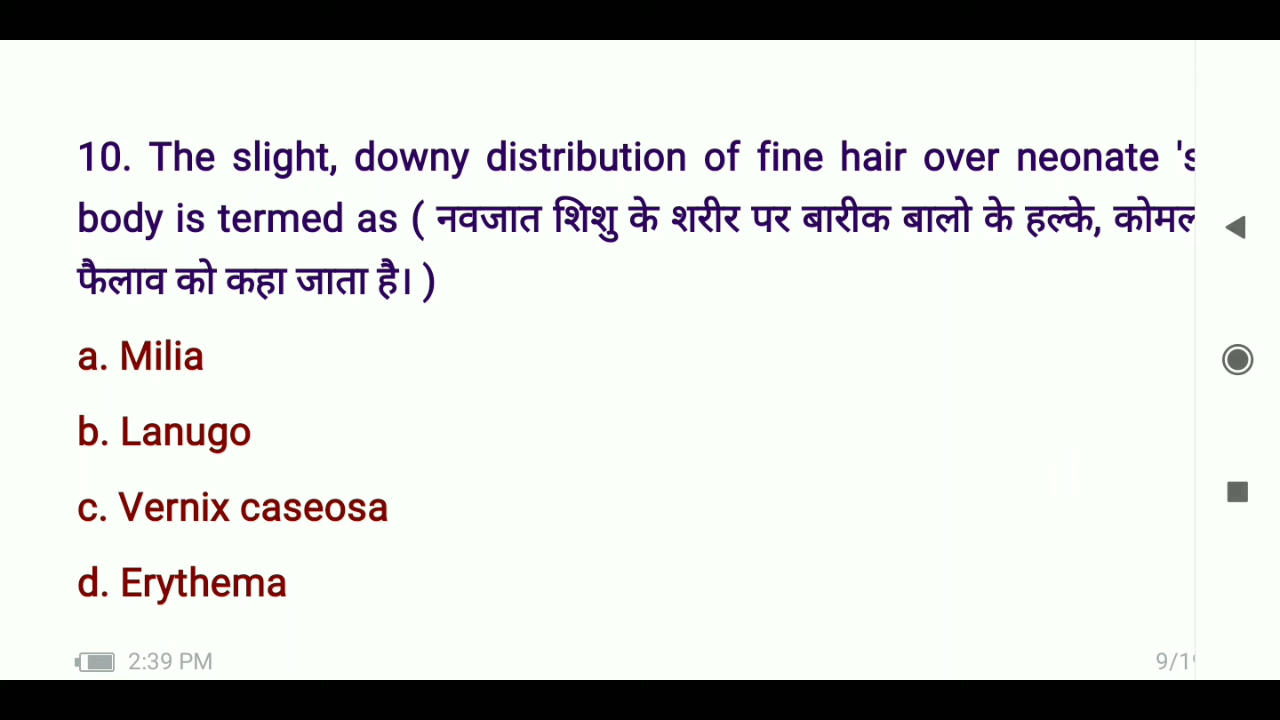 10. The slight, downy distribution of fine hair over neonate 's
body is termed as ( नवजात शिशु के शरीर पर बारीक बालो के हल्के, कोमल
फैलाव को कहा जाता है। )
a. Milia
b. Lanugo
c. Vernix caseosa
d. Erythema
2:39 PM